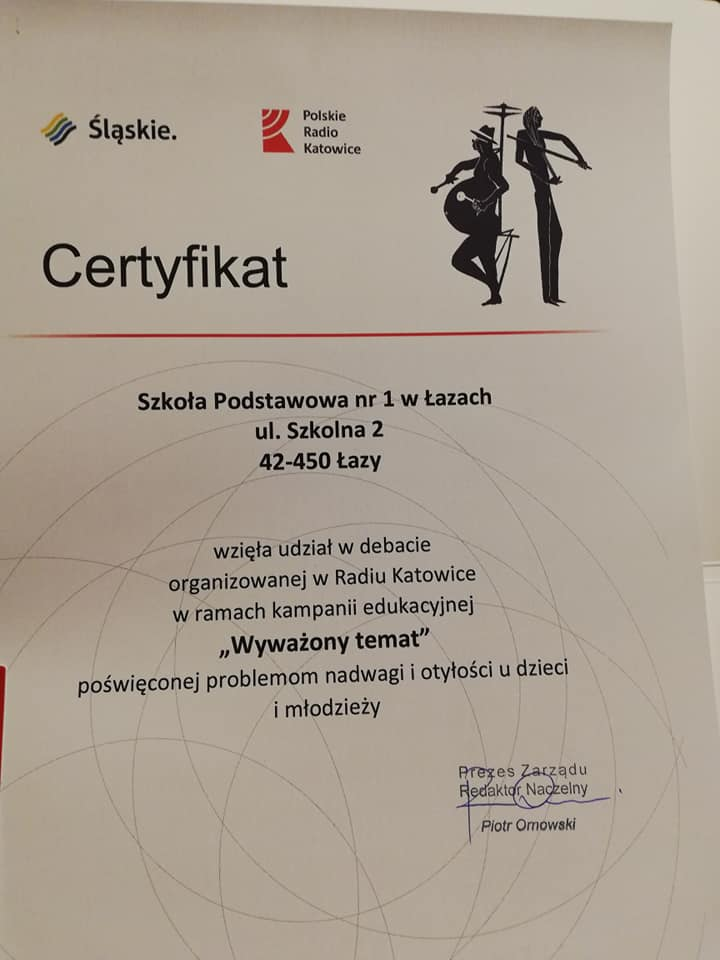 Śląskie.
Polskie
Radio
Katowice
Certyfikat
Szkoła Podstawowa nr 1 w Łazach
ul. Szkolna 2
42-450 Łazy
wzięła udział w debacie
organizowanej w Radiu Katowice
w ramach kampanii edukacyjnej
„Wyważony temat”
poświęconej problemom nadwagi i otyłości u dzieci
i młodzieży
Prezes Zarządu
Redaktor Naczelny
Piotr Ornowski